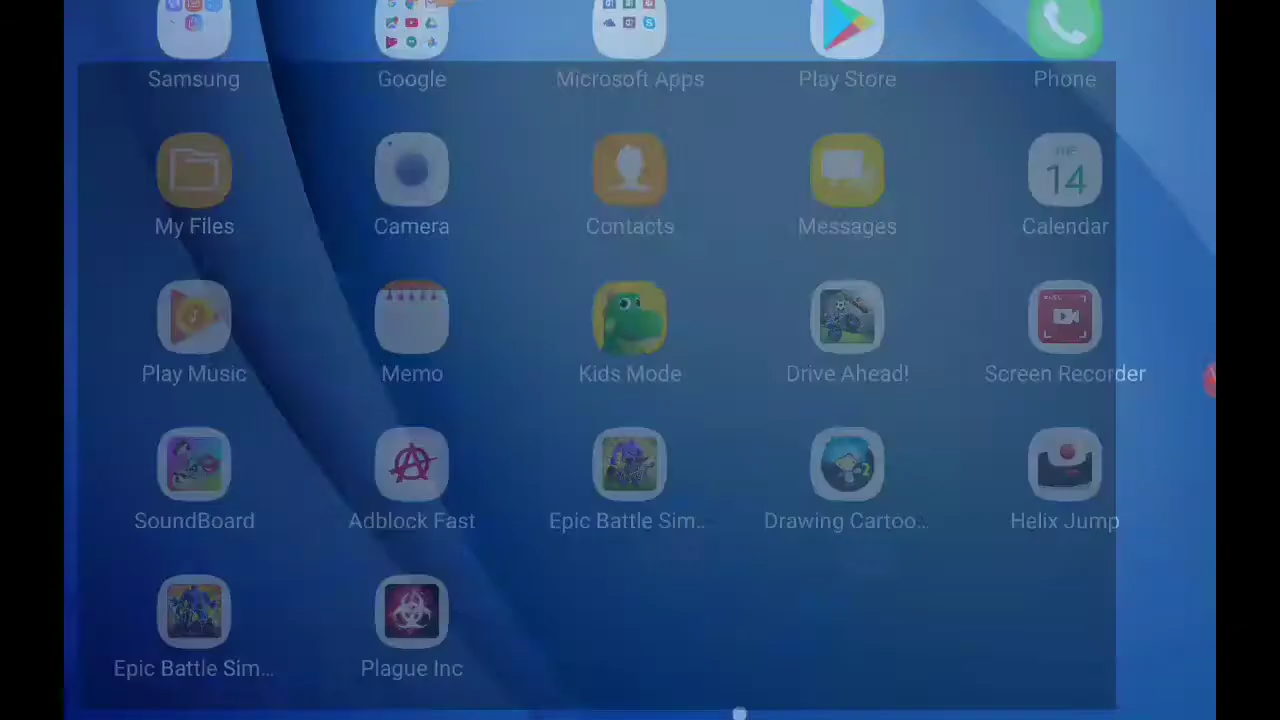 Samsung Google Microsoft Apps Play Store Phone
My Files Camera Contacts Messages TUE 14 Calendar
Play Music Memo Kids Mode Drive Ahead! Screen Recorder
SoundBoard Adblock Fast Epic Battle Sim.. Drawing Cartoo.. Helix Jump
Epic Battle Sim... Plague Inc